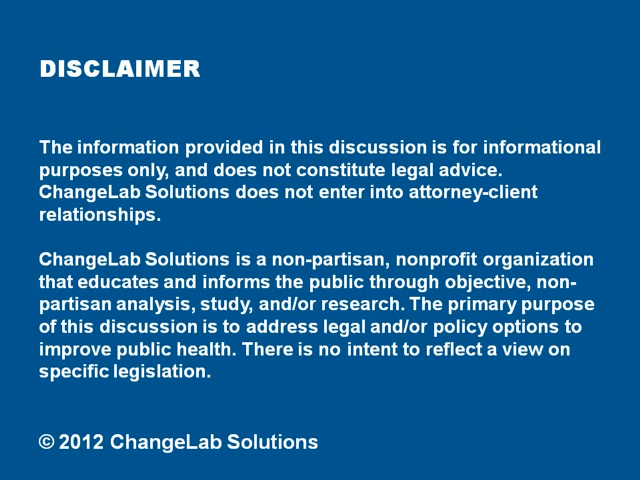 DISCLAIMER
The information provided in this discussion is for informational
purposes only, and does not constitute legal advice.
ChangeLab Solutions does not enter into attorney-client
relationships.
ChangeLab Solutions is a non-partisan, nonprofit organization
that educates and informs the public through objective, non-
partisan analysis, study, and/or research. The primary purpose
of this discussion is to address legal and/or policy options to
improve public health. There is no intent to reflect a view on
specific legislation.
© 2012 ChangeLab Solutions